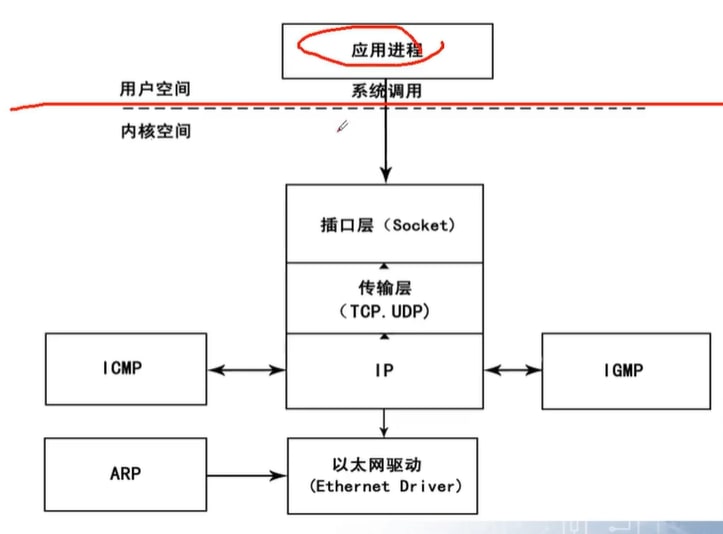 应用进程
用户空间
系统调用
内核空间
插口层（Socket）
传输层
（TCP.UDP）
ICMP
IP
IGMP
ARP
以太网驱动
(Ethernet Driver)